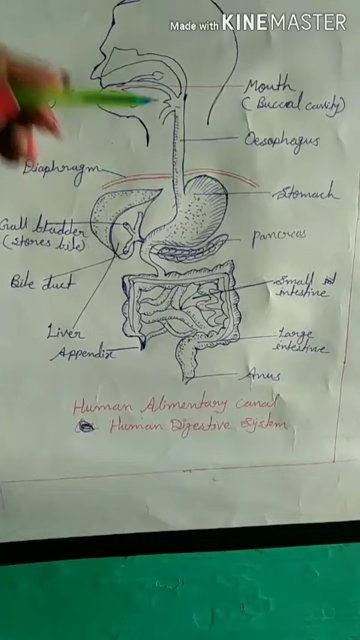 Made with KINEMASTER
Mouth
(Buccal cavity)
Oesophagus
Diaphragm
Stomach
Gall bladder
(stores bile)
Pancreas
Bile duct
Small
intestine
Liver
Large
intestine
Appendix
Anus
Human Alimentary Canal
Human Digestive System